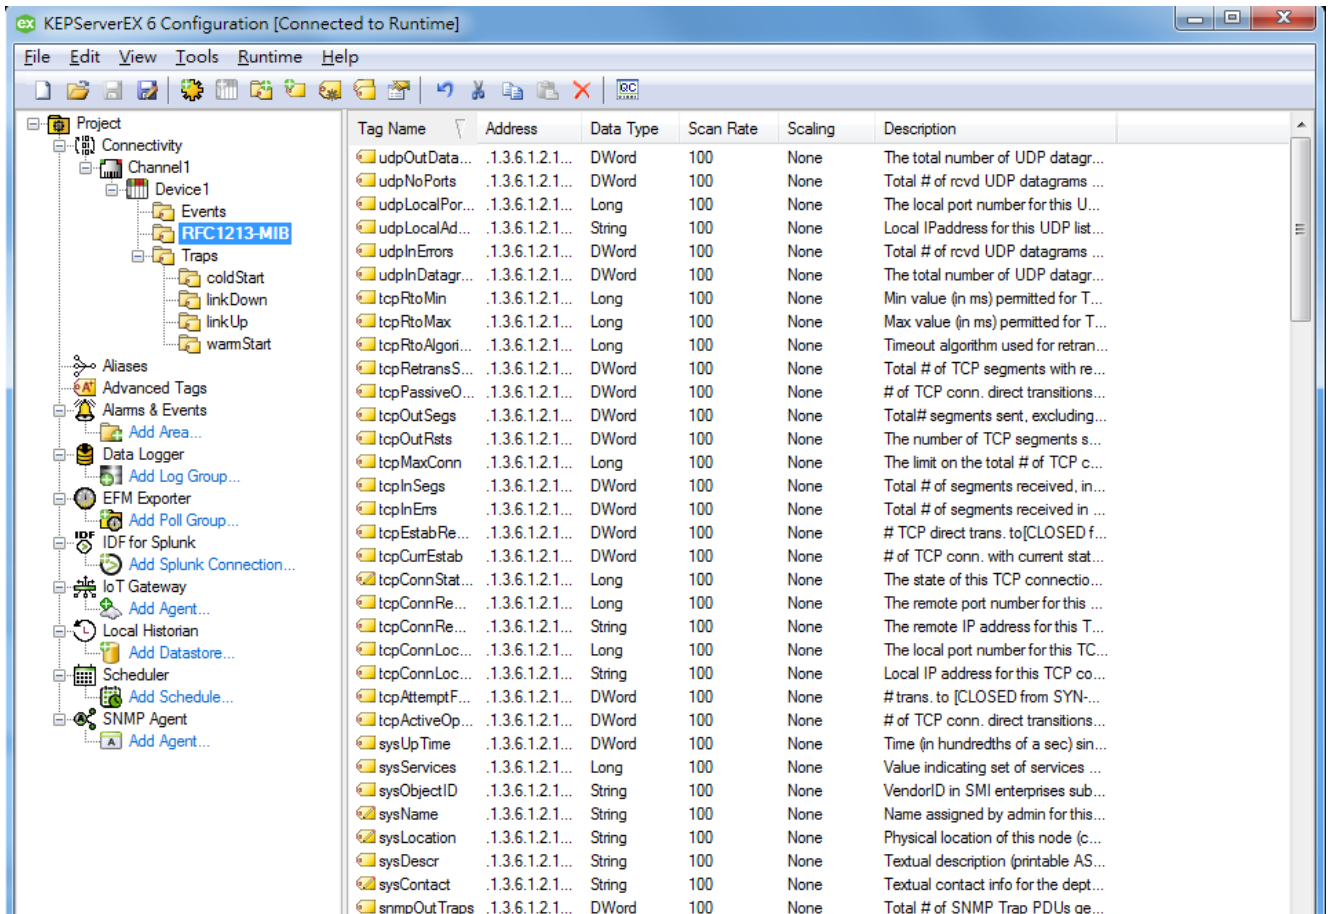 KEPServerEX 6 Configuration [Connected to Runtime]
File Edit View Tools Runtime Help
Project
Connectivity
Channel1
Device1
Events
RFC1213-MIB
Traps
coldStart
linkDown
linkUp
warmStart
Aliases
Advanced Tags
Alarms & Events
Add Area...
Data Logger
Add Log Group...
EFM Exporter
Add Poll Group...
IDF for Splunk
Add Splunk Connection...
IoT Gateway
Add Agent...
Local Historian
Add Datastore...
Scheduler
Add Schedule...
SNMP Agent
Add Agent...
Tag Name Address Data Type Scan Rate Scaling Description
udpOutData... .1.3.6.1.2.1... DWord 100 None The total number of UDP datagr...
udpNoPorts .1.3.6.1.2.1... DWord 100 None Total # of rcvd UDP datagrams ...
udpLocalPor... .1.3.6.1.2.1... Long 100 None The local port number for this U...
udpLocalAd... .1.3.6.1.2.1... String 100 None Local IPaddress for this UDP list...
udpInErrors .1.3.6.1.2.1... DWord 100 None Total # of rcvd UDP datagrams ...
udpInDatagr... .1.3.6.1.2.1... DWord 100 None The total number of UDP datagr...
tcpRtoMin .1.3.6.1.2.1... Long 100 None Min value (in ms) permitted for T...
tcpRtoMax .1.3.6.1.2.1... Long 100 None Max value (in ms) permitted for T...
tcpRtoAlgori... .1.3.6.1.2.1... Long 100 None Timeout algorithm used for retran...
tcpRetransS... .1.3.6.1.2.1... DWord 100 None Total # of TCP segments with re...
tcpPassiveO... .1.3.6.1.2.1... DWord 100 None # of TCP conn. direct transitions...
tcpOutSegs .1.3.6.1.2.1... DWord 100 None Total# segments sent, excluding...
tcpOutRsts .1.3.6.1.2.1... DWord 100 None The number of TCP segments s...
tcpMaxConn .1.3.6.1.2.1... Long 100 None The limit on the total # of TCP c...
tcpInSegs .1.3.6.1.2.1... DWord 100 None Total # of segments received, in...
tcpInErrs .1.3.6.1.2.1... DWord 100 None Total # of segments received in ...
tcpEstabRe... .1.3.6.1.2.1... DWord 100 None # TCP direct trans. to[CLOSED f...
tcpCurrEstab .1.3.6.1.2.1... DWord 100 None # of TCP conn. with current stat...
tcpConnStat... .1.3.6.1.2.1... Long 100 None The state of this TCP connectio...
tcpConnRe... .1.3.6.1.2.1... Long 100 None The remote port number for this ...
tcpConnRe... .1.3.6.1.2.1... String 100 None The remote IP address for this T...
tcpConnLoc... .1.3.6.1.2.1... Long 100 None The local port number for this TC...
tcpConnLoc... .1.3.6.1.2.1... String 100 None Local IP address for this TCP co...
tcpAttemptF... .1.3.6.1.2.1... DWord 100 None # trans. to [CLOSED from SYN-...
tcpActiveOp... .1.3.6.1.2.1... DWord 100 None # of TCP conn. direct transitions...
sysUpTime .1.3.6.1.2.1... DWord 100 None Time (in hundredths of a sec) sin...
sysServices .1.3.6.1.2.1... Long 100 None Value indicating set of services ...
sysObjectID .1.3.6.1.2.1... String 100 None VendorID in SMI enterprises sub...
sysName .1.3.6.1.2.1... String 100 None Name assigned by admin for this...
sysLocation .1.3.6.1.2.1... String 100 None Physical location of this node (c...
sysDescr .1.3.6.1.2.1... String 100 None Textual description (printable AS...
sysContact .1.3.6.1.2.1... String 100 None Textual contact info for the dept...
snmpOutTraps .1.3.6.1.2.1... DWord 100 None Total # of SNMP Trap PDUs ge...